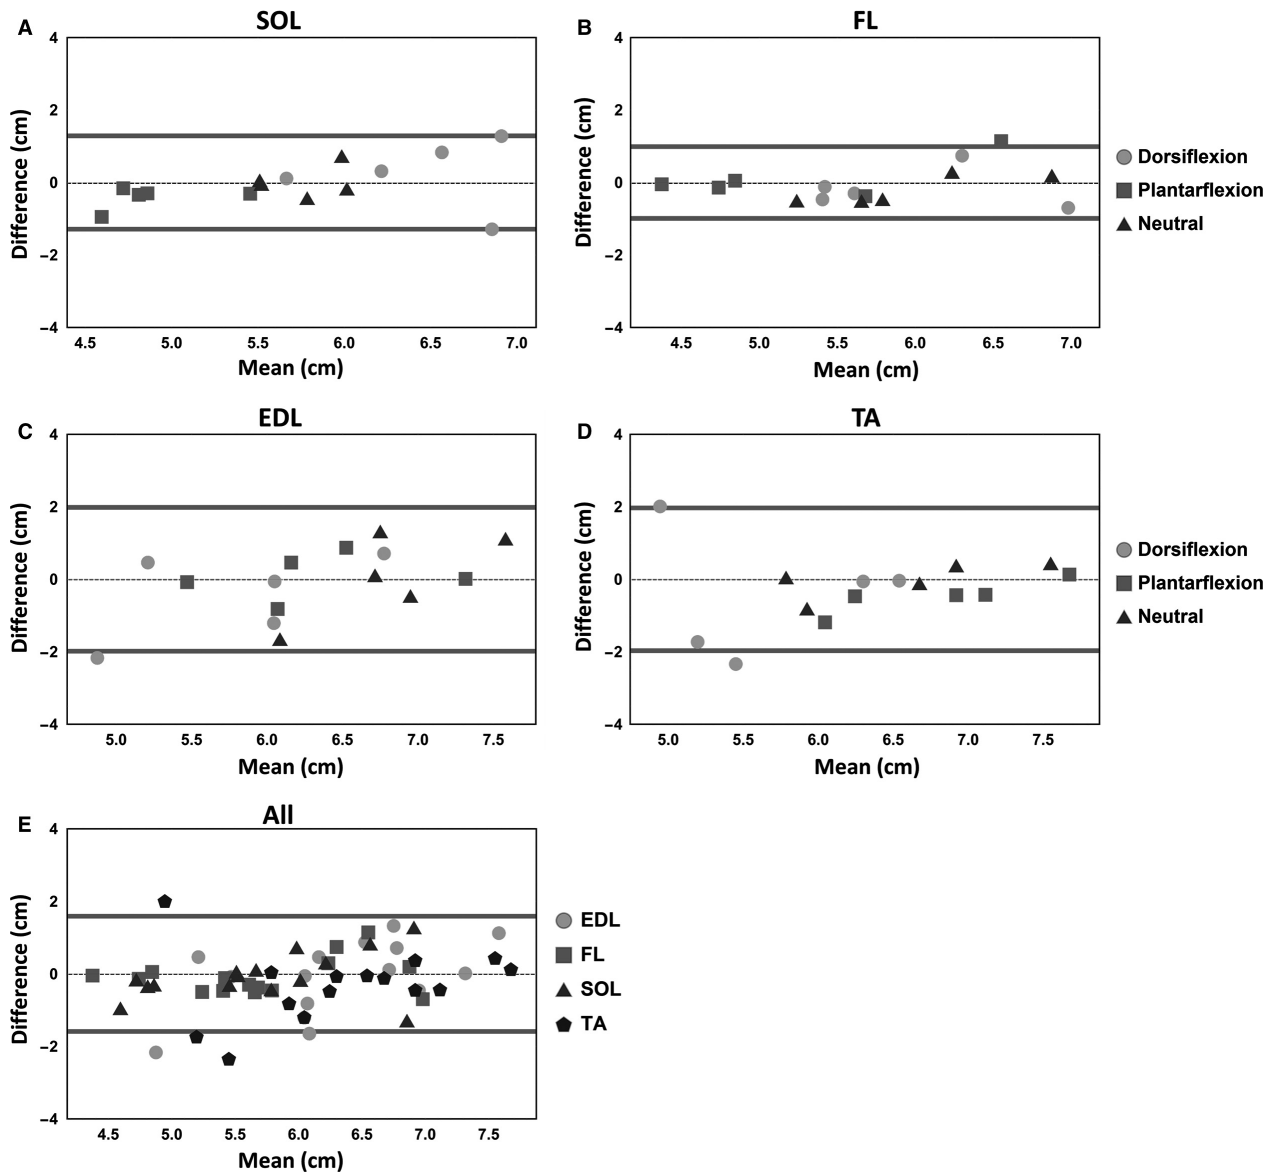 A
SOL
4
2
0
−2
−4
Difference (cm)
4.5 5.0 5.5 6.0 6.5 7.0
Mean (cm)
B
FL
4
2
0
−2
−4
Difference (cm)
4.5 5.0 5.5 6.0 6.5 7.0
Mean (cm)
Dorsiflexion
Plantarflexion
Neutral
C
EDL
4
2
0
−2
−4
Difference (cm)
5.0 5.5 6.0 6.5 7.0 7.5
Mean (cm)
D
TA
4
2
0
−2
−4
Difference (cm)
5.0 5.5 6.0 6.5 7.0 7.5
Mean (cm)
Dorsiflexion
Plantarflexion
Neutral
E
All
4
2
0
−2
−4
Difference (cm)
4.5 5.0 5.5 6.0 6.5 7.0 7.5
Mean (cm)
EDL
FL
SOL
TA